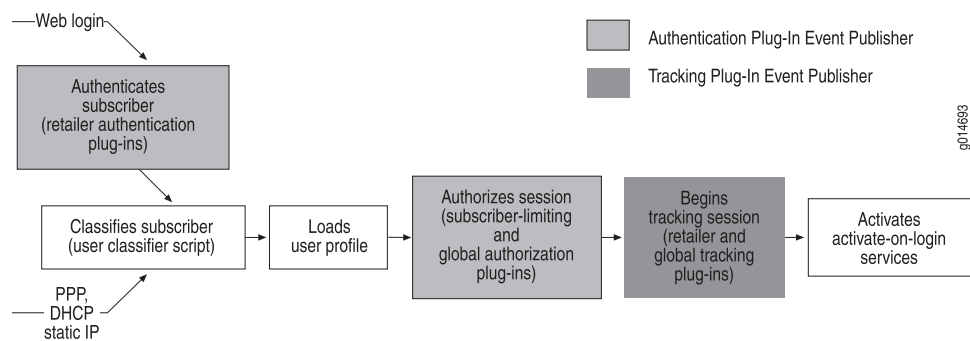 Web login
Authentication Plug-In Event Publisher
Tracking Plug-In Event Publisher
g014693
Authenticates
subscriber
(retailer authentication
plug-ins)
Classifies subscriber
(user classifier script)
Loads
user profile
Authorizes session
(subscriber-limiting
and
global authorization
plug-ins)
Begins
tracking session
(retailer and
global tracking
plug-ins)
Activates
activate-on-login
services
PPP,
DHCP
static IP